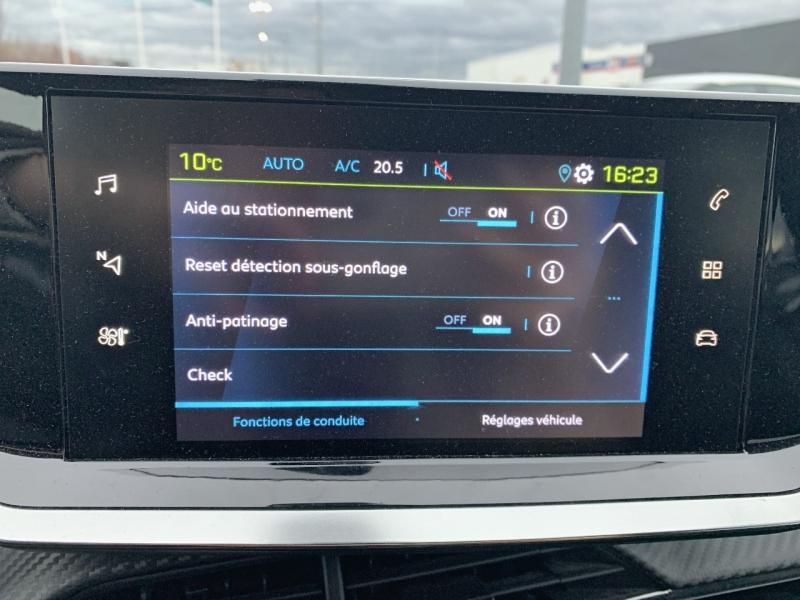 10°C AUTO A/C 20.5 16:23
Aide au stationnement OFF ON
Reset détection sous-gonflage
Anti-patinage OFF ON
Check
Fonctions de conduite Réglages véhicule
N